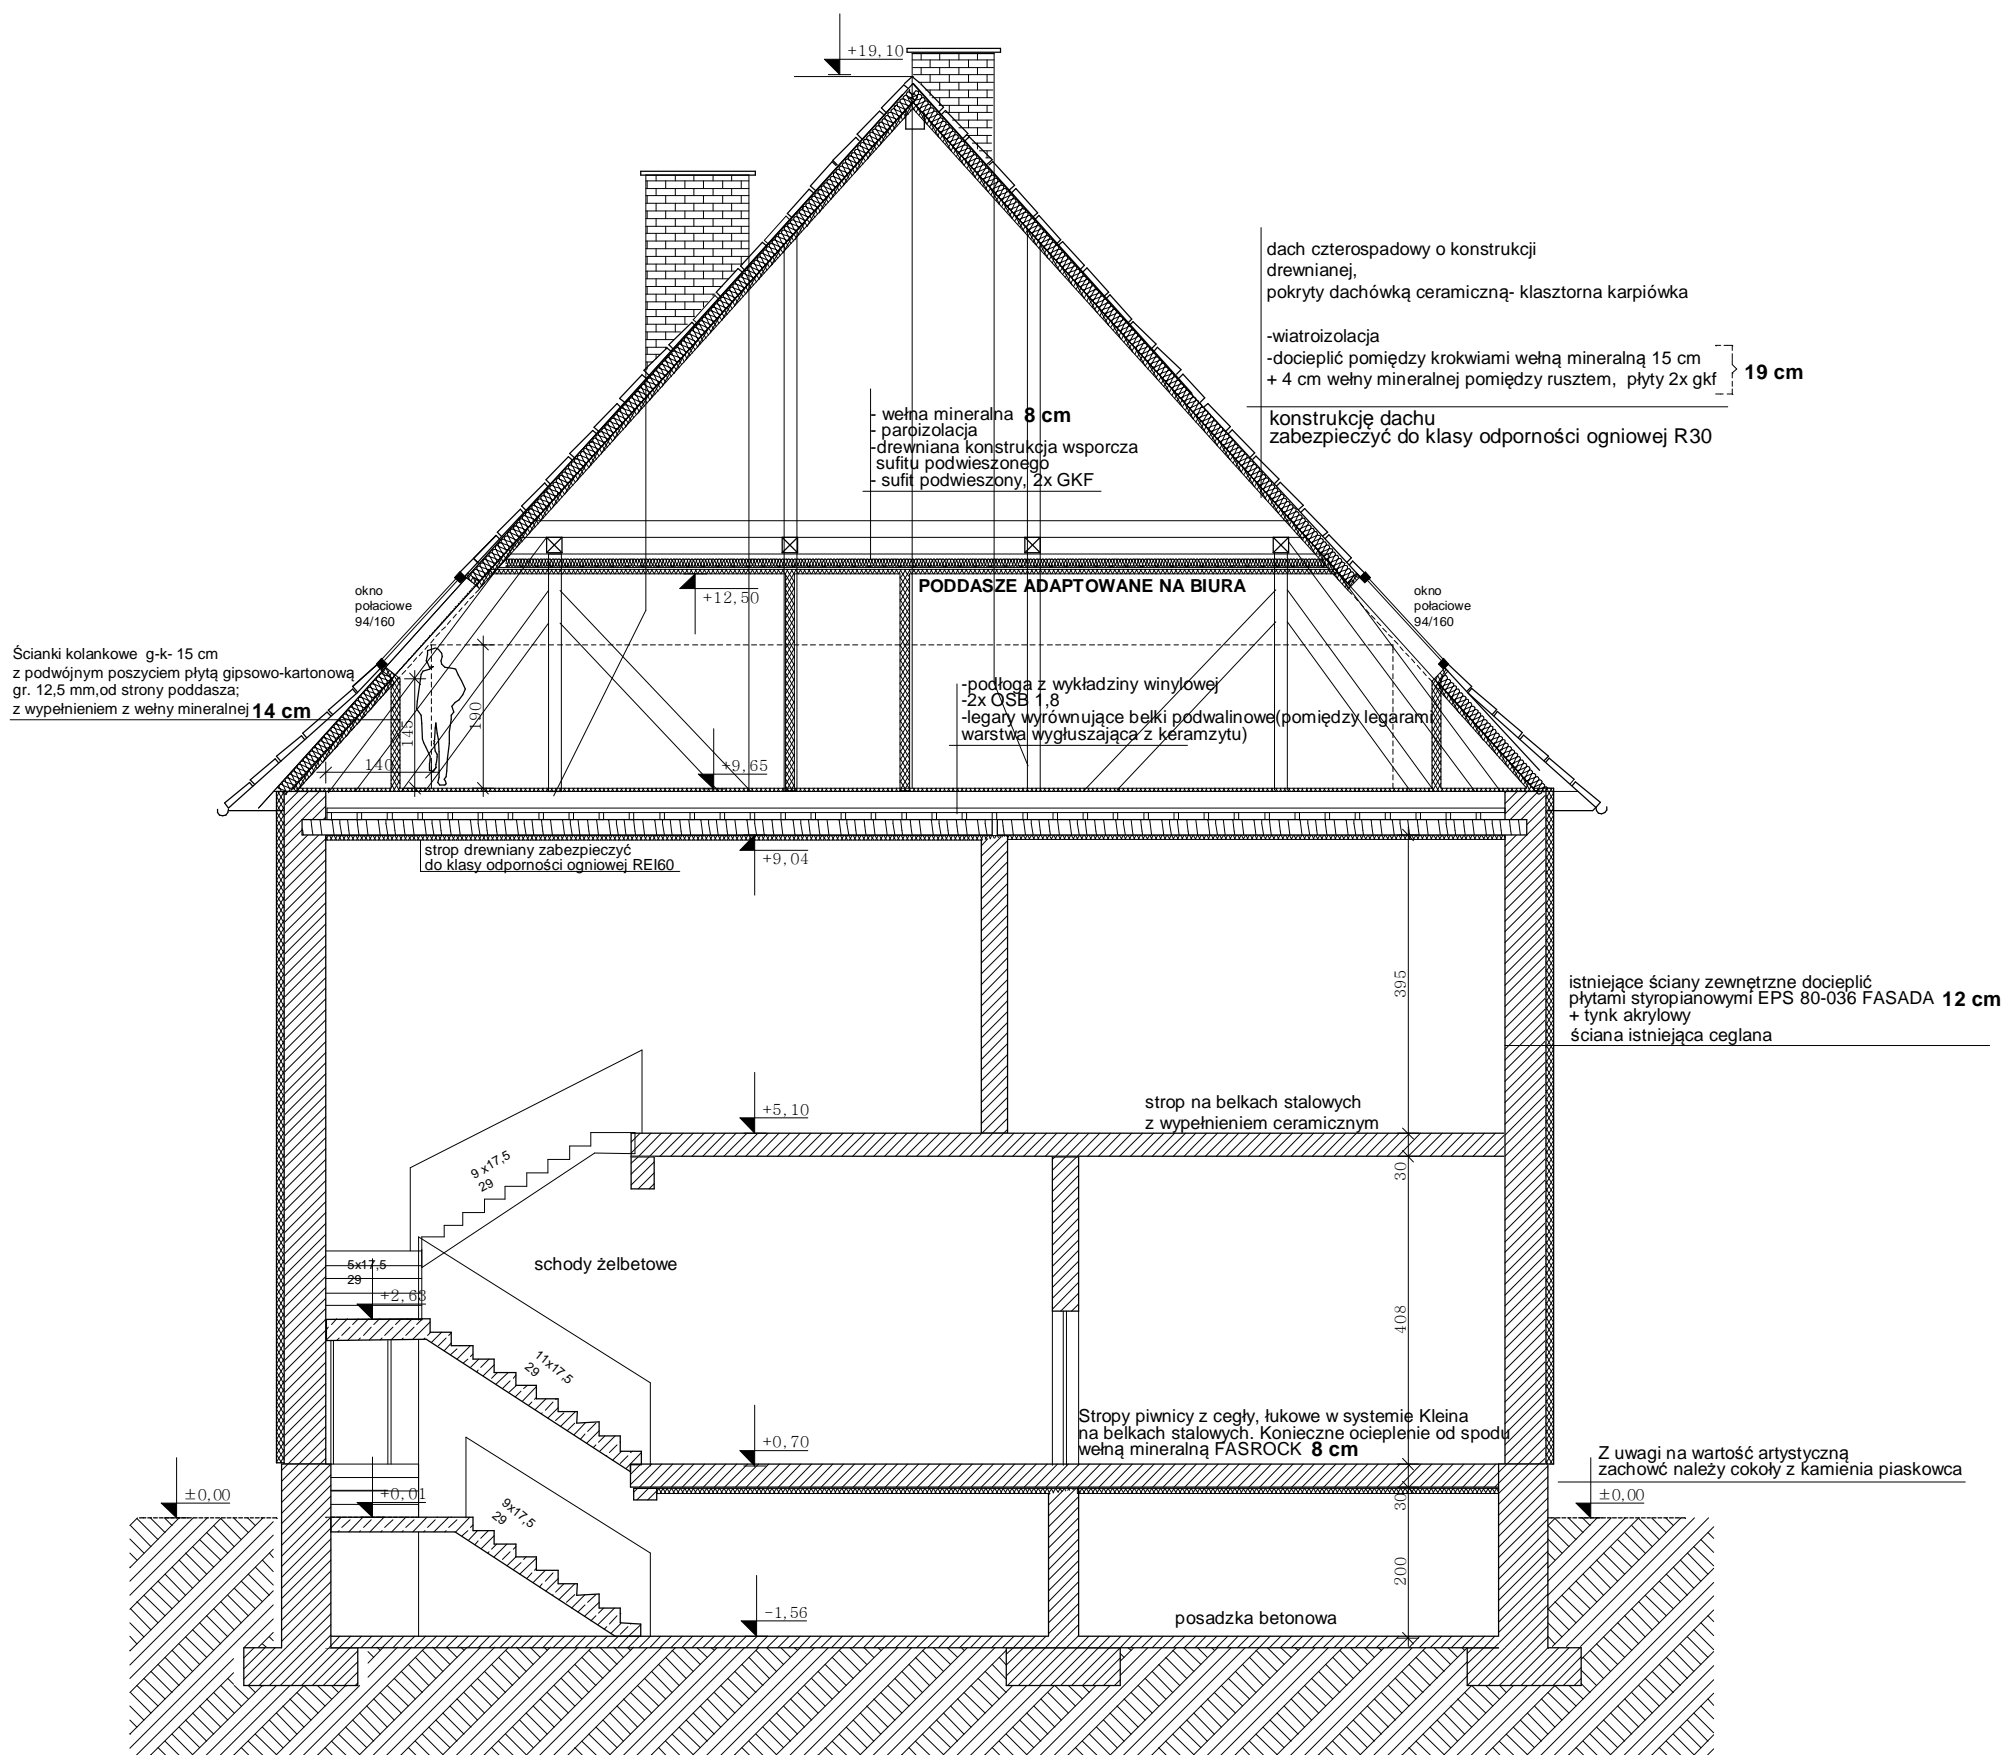 +19,10
dach czterospadowy o konstrukcji
drewnianej,
pokryty dachówką ceramiczną- klasztorna karpiówka
-wiatroizolacja
-docieplić pomiędzy krokwiami wełną mineralną 15 cm
+ 4 cm wełny mineralnej pomiędzy rusztem, płyty 2x gkf
19 cm
konstrukcję dachu
zabezpieczyć do klasy odporności ogniowej R30
- wełna mineralna 8 cm
- paroizolacja
-drewniana konstrukcja wsporcza
sufitu podwieszonego
- sufit podwieszony, 2x GKF
PODDASZE ADAPTOWANE NA BIURA
+12,50
okno
połaciowe
94/160
okno
połaciowe
94/160
Ścianki kolankowe g-k- 15 cm
z podwójnym poszyciem płytą gipsowo-kartonową
gr. 12,5 mm,od strony poddasza;
z wypełnieniem z wełny mineralnej 14 cm
145
190
140
-podłoga z wykładziny winylowej
-2x OSB 1,8
-legary wyrównujące belki podwalinowe(pomiędzy legarami
warstwa wygłuszająca z keramzytu)
+9,65
strop drewniany zabezpieczyć
do klasy odporności ogniowej REI60
+9,04
395
istniejące ściany zewnętrzne docieplić
płytami styropianowymi EPS 80-036 FASADA 12 cm
+ tynk akrylowy
ściana istniejąca ceglana
+5,10
strop na belkach stalowych
z wypełnieniem ceramicznym
30
9 x17,5
29
schody żelbetowe
5x17,5
29
+2,63
408
11x17,5
29
+0,70
Stropy piwnicy z cegły, łukowe w systemie Kleina
na belkach stalowych. Konieczne ocieplenie od spodu
wełną mineralną FASROCK 8 cm
Z uwagi na wartość artystyczną
zachowć należy cokoły z kamienia piaskowca
±0,00
±0,00
+0,01
30
9x17,5
29
200
-1,56
posadzka betonowa